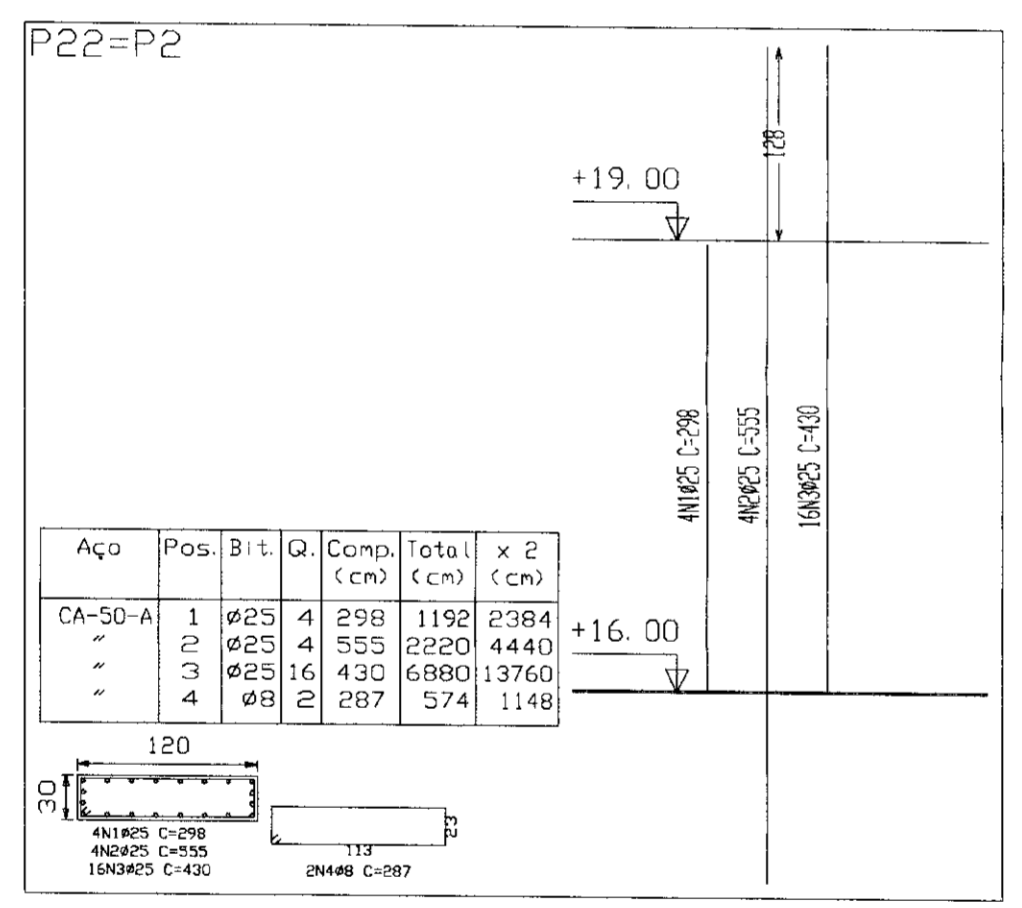 P22=P2
128
+19. 00
4N1ø25 C=298
4N2ø25 C=555
16N3ø25 C=430
Aço Pos. Bit. Q. Comp. Total x 2
(cm) (cm) (cm)
CA-50-A 1 ø25 4 298 1192 2384
" 2 ø25 4 555 2220 4440
" 3 ø25 16 430 6880 13760
" 4 ø8 2 287 574 1148
+16. 00
120
30
4N1ø25 C=298
4N2ø25 C=555
16N3ø25 C=430
23
113
2N4ø8 C=287